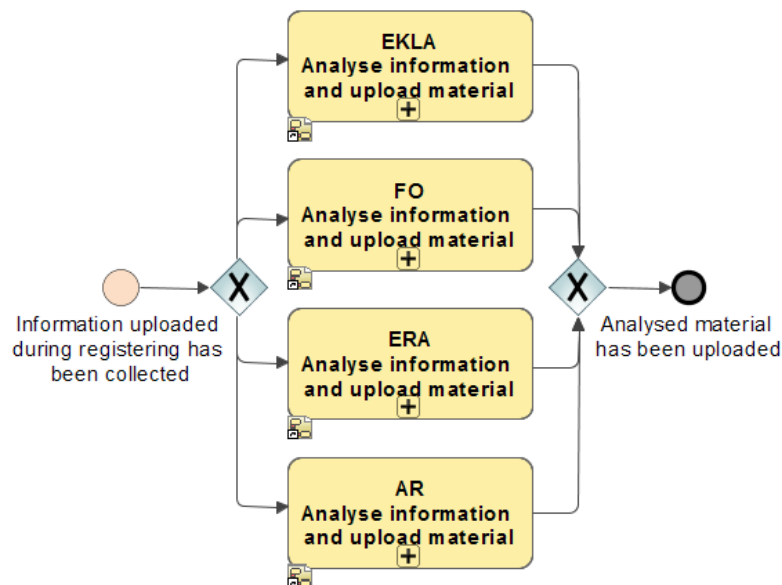 EKLA
Analyse information
and upload material
FO
Analyse information
and upload material
X
X
Information uploaded
during registering has
been collected
Analysed material
has been uploaded
ERA
Analyse information
and upload material
AR
Analyse information
and upload material